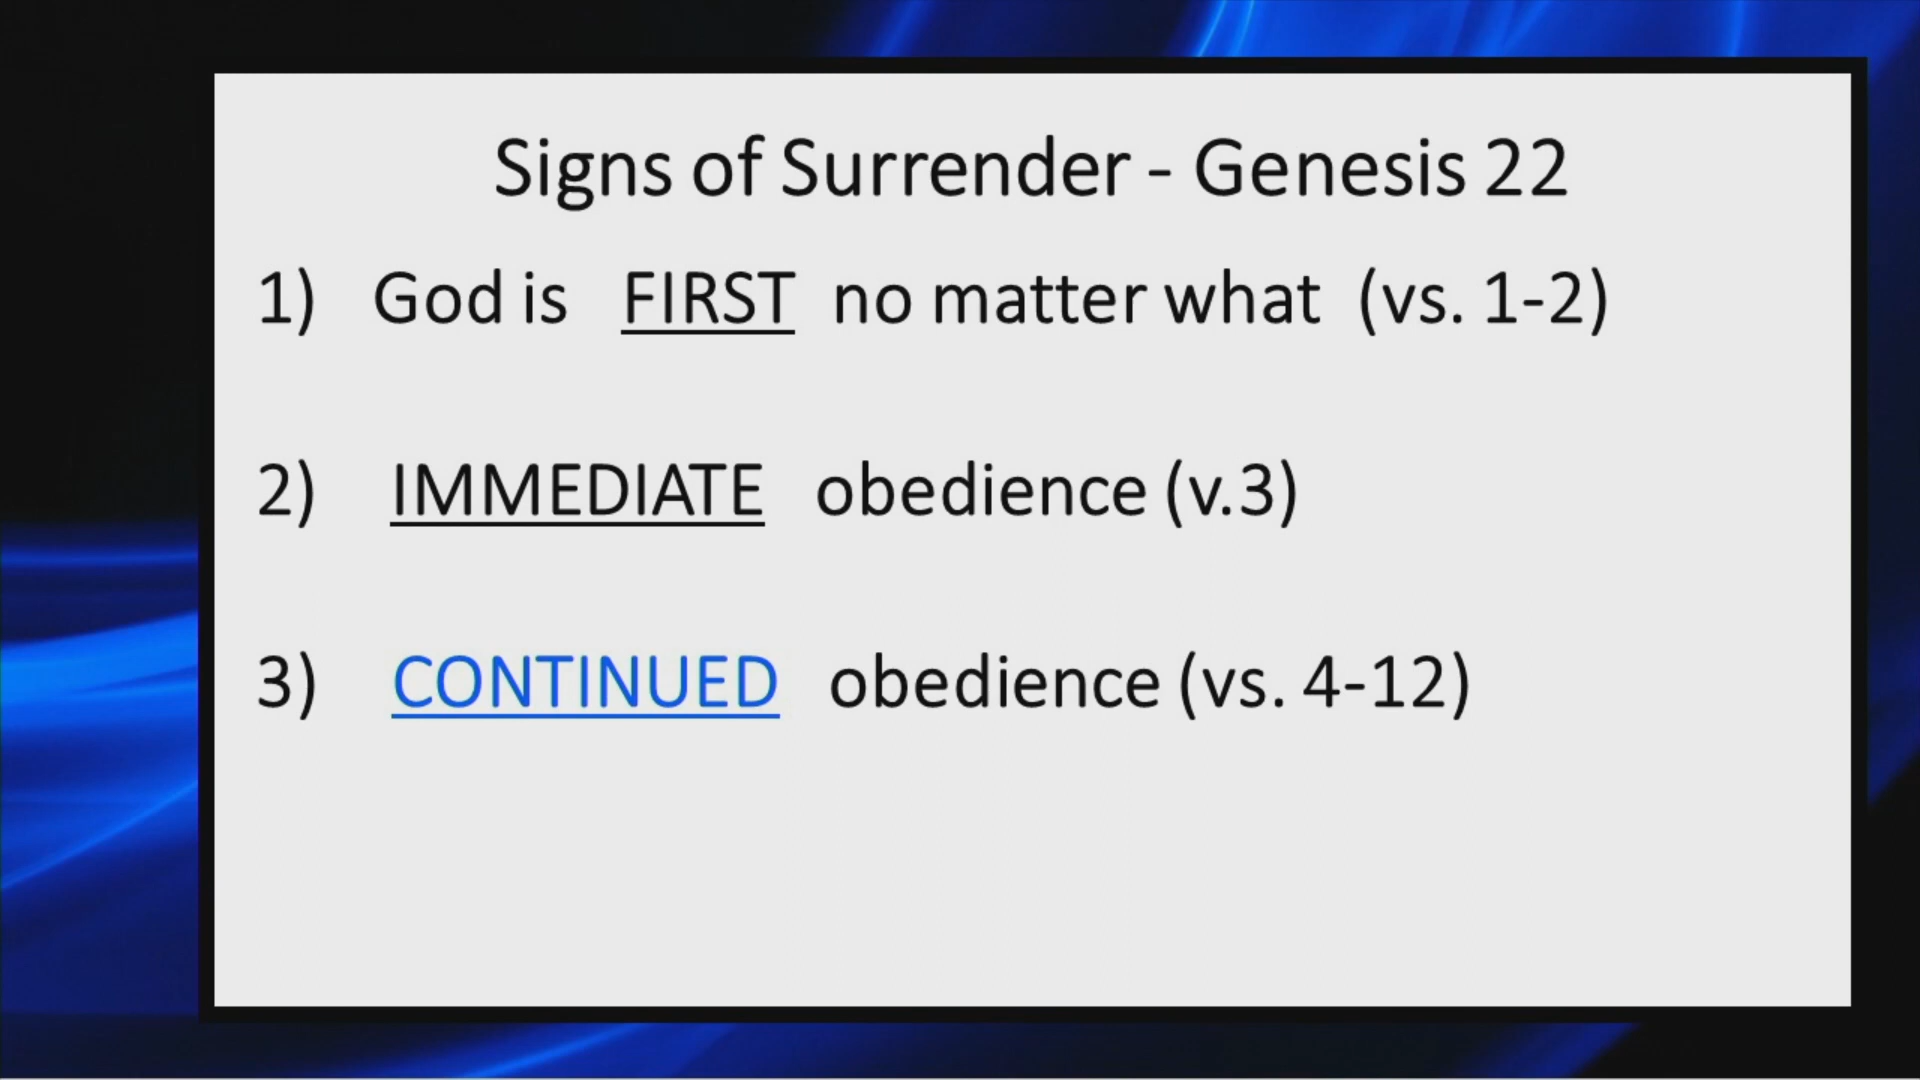 Signs of Surrender - Genesis 22
1) God is FIRST no matter what (vs. 1-2)
2) IMMEDIATE obedience (v.3)
3) CONTINUED obedience (vs. 4-12)